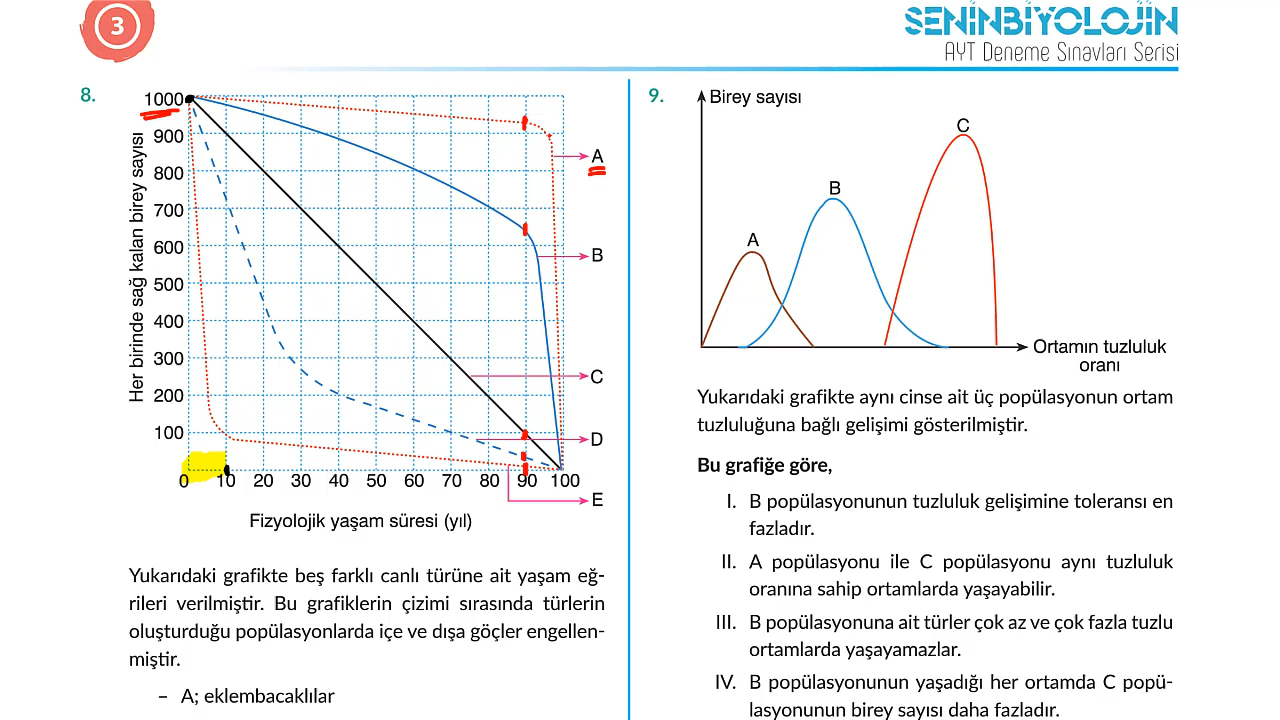 3
SENİNBİYOLOJİN
AYT Deneme Sınavları Serisi
8.
Her birinde sağ kalan birey sayısı
1000
900
800
700
600
500
400
300
200
100
0 10 20 30 40 50 60 70 80 90 100
A
B
C
D
E
Fizyolojik yaşam süresi (yıl)
Yukarıdaki grafikte beş farklı canlı türüne ait yaşam eğ-
rileri verilmiştir. Bu grafiklerin çizimi sırasında türlerin
oluşturduğu popülasyonlarda içe ve dışa göçler engellen-
miştir.
– A; eklembacaklılar
9.
Birey sayısı
A
B
C
Ortamın tuzluluk
oranı
Yukarıdaki grafikte aynı cinse ait üç popülasyonun ortam
tuzluluğuna bağlı gelişimi gösterilmiştir.
Bu grafiğe göre,
I. B popülasyonunun tuzluluk gelişimine toleransı en
fazladır.
II. A popülasyonu ile C popülasyonu aynı tuzluluk
oranına sahip ortamlarda yaşayabilir.
III. B popülasyonuna ait türler çok az ve çok fazla tuzlu
ortamlarda yaşayamazlar.
IV. B popülasyonunun yaşadığı her ortamda C popü-
lasyonunun birey sayısı daha fazladır.